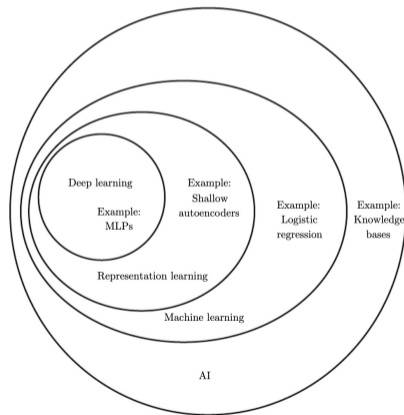 Deep learning
Example:
MLPs
Example:
Shallow
autoencoders
Example:
Logistic
regression
Example:
Knowledge
bases
Representation learning
Machine learning
AI